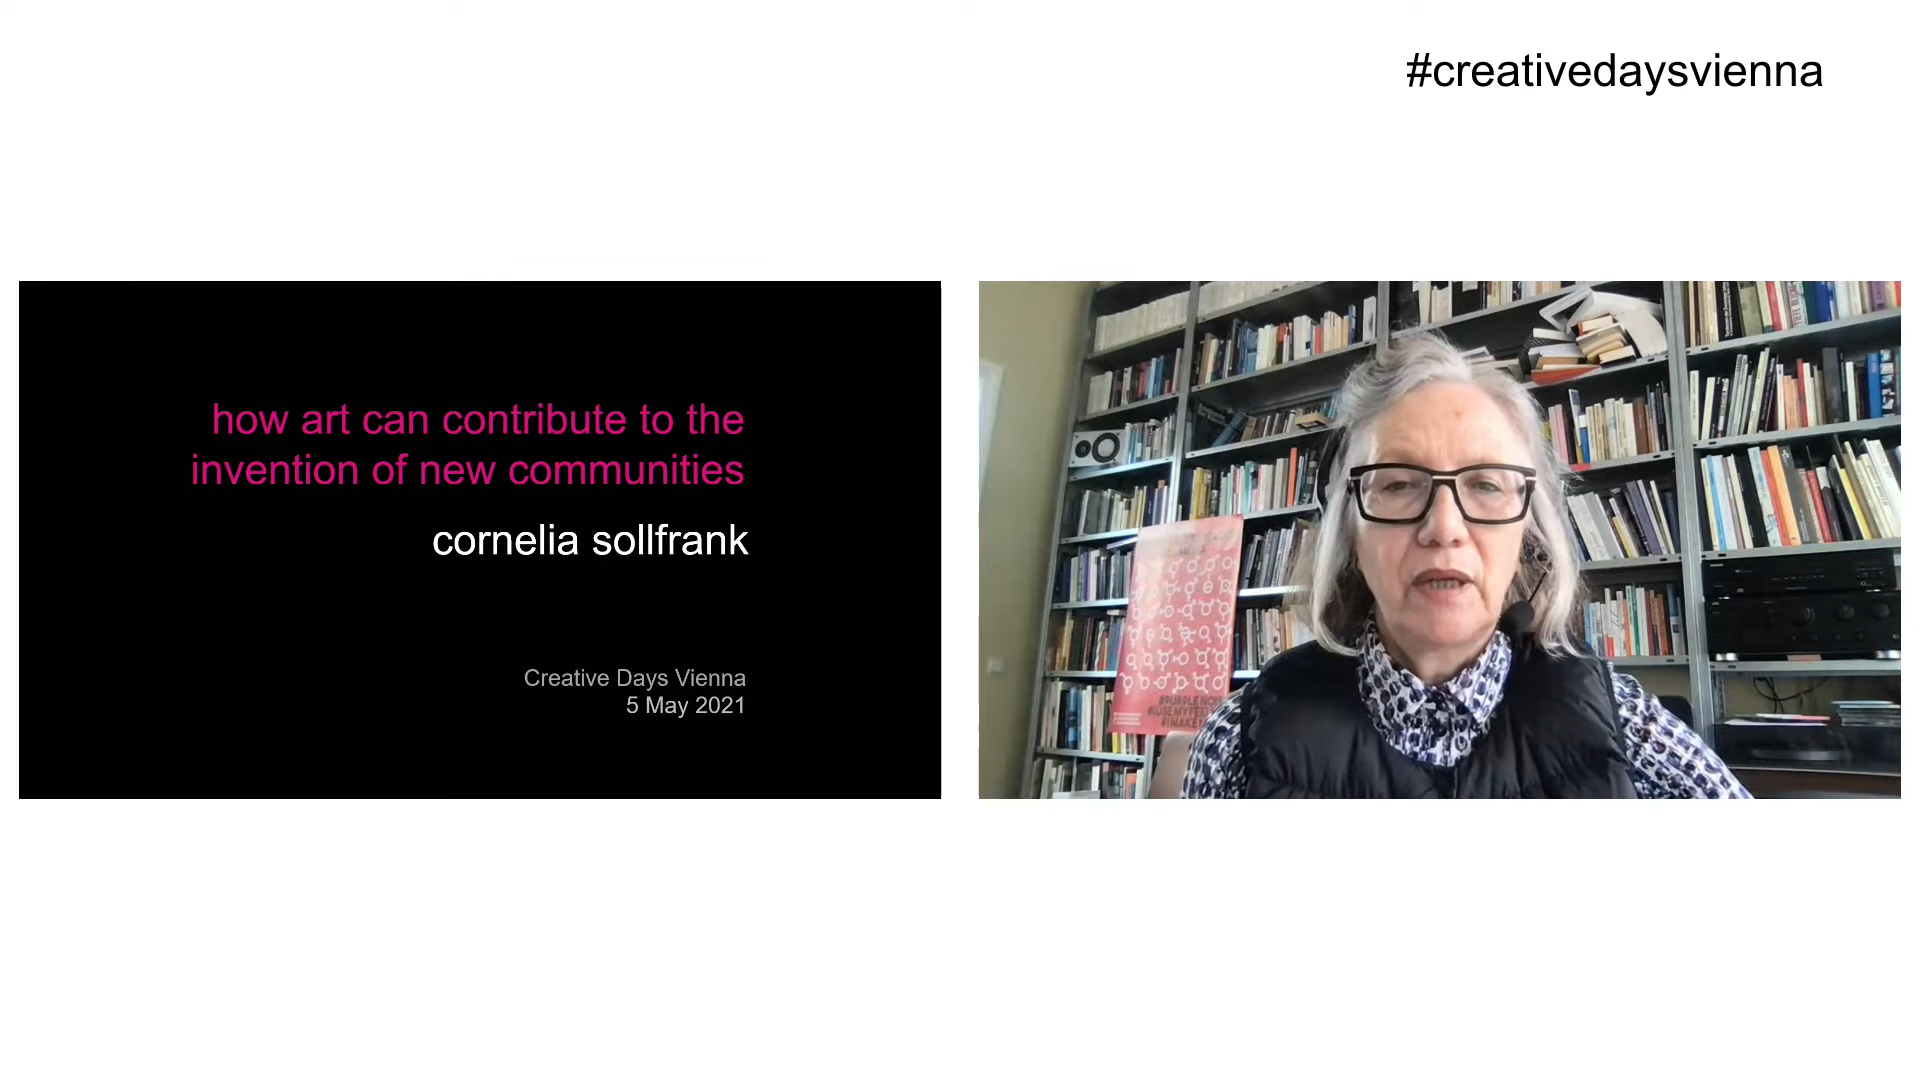 #creativedaysvienna
how art can contribute to the
invention of new communities
cornelia sollfrank
Creative Days Vienna
5 May 2021